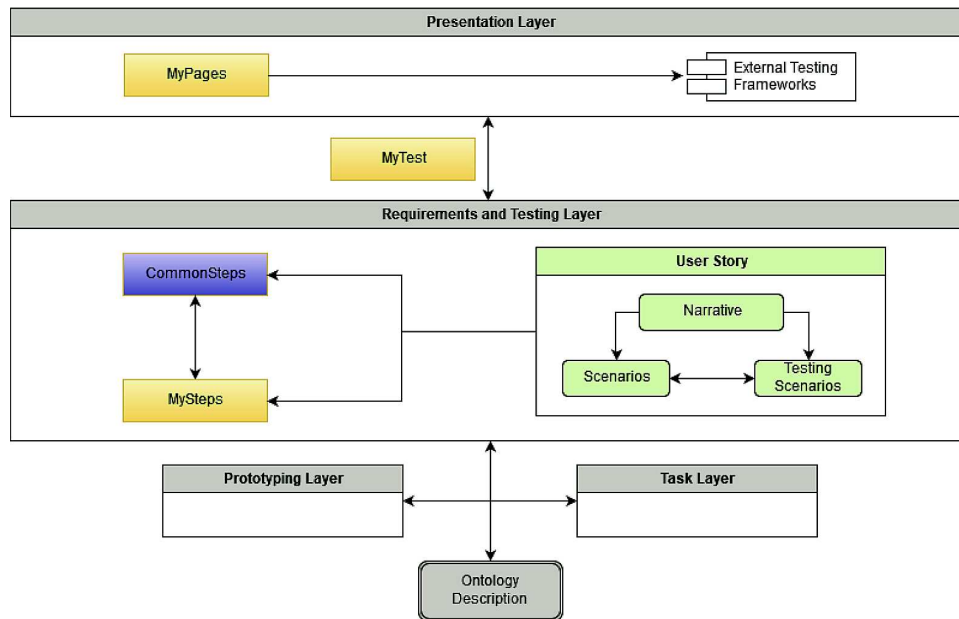 Presentation Layer
MyPages
External Testing
Frameworks
MyTest
Requirements and Testing Layer
CommonSteps
User Story
Narrative
Scenarios
Testing
Scenarios
MySteps
Prototyping Layer
Task Layer
Ontology
Description